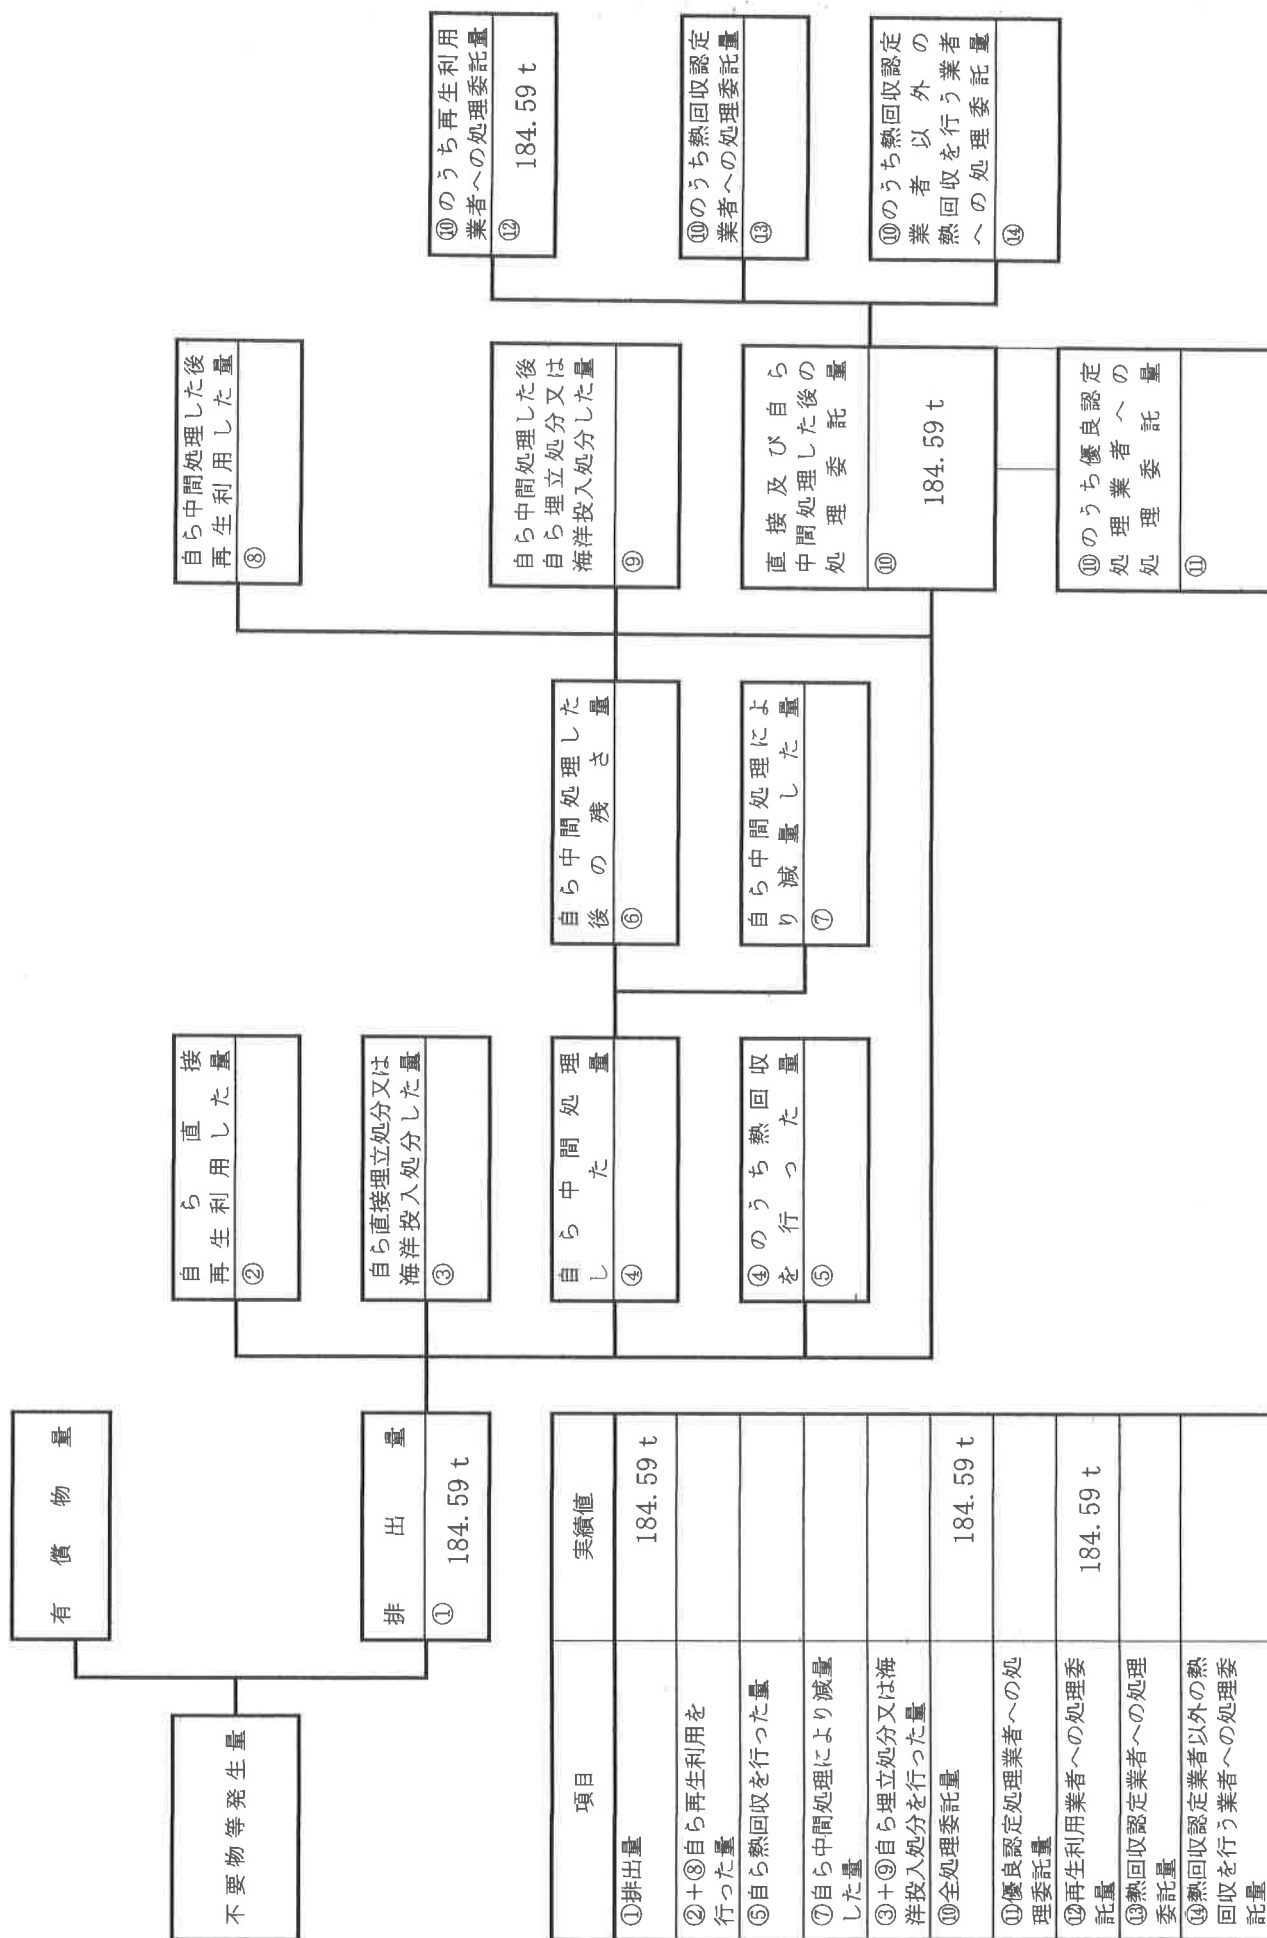 不要物等発生量
有償物量
排出量
① 184.59 t
自ら直接
再生利用した量
②
自ら直接埋立処分又は
海洋投入処分した量
③
自ら中間処理
した量
④
④のうち熱回収
を行った量
⑤
自ら中間処理した
後の残さ量
⑥
自ら中間処理によ
り減量した量
⑦
自ら中間処理した後
再生利用した量
⑧
自ら中間処理した後
自ら埋立処分又は
海洋投入処分した量
⑨
直接及び自ら
中間処理した後の
処理委託量
⑩
184.59 t
⑩のうち優良認定
処理業者への
処理委託量
⑪
⑩のうち再生利用
業者への処理委託量
⑫ 184.59 t
⑩のうち熱回収認定
業者への処理委託量
⑬
⑩のうち熱回収認定
業者以外の
熱回収を行う業者
への処理委託量
⑭
項目 実績値
①排出量 184.59 t
②+⑧自ら再生利用を
行った量
⑤自ら熱回収を行った量
⑦自ら中間処理により減量
した量
③+⑨自ら埋立処分又は海
洋投入処分を行った量
⑩全処理委託量 184.59 t
⑪優良認定処理業者への処
理委託量
⑫再生利用業者への処理委
託量 184.59 t
⑬熱回収認定業者への処理
委託量
⑭熱回収認定業者以外の熱
回収を行う業者への処理委
託量